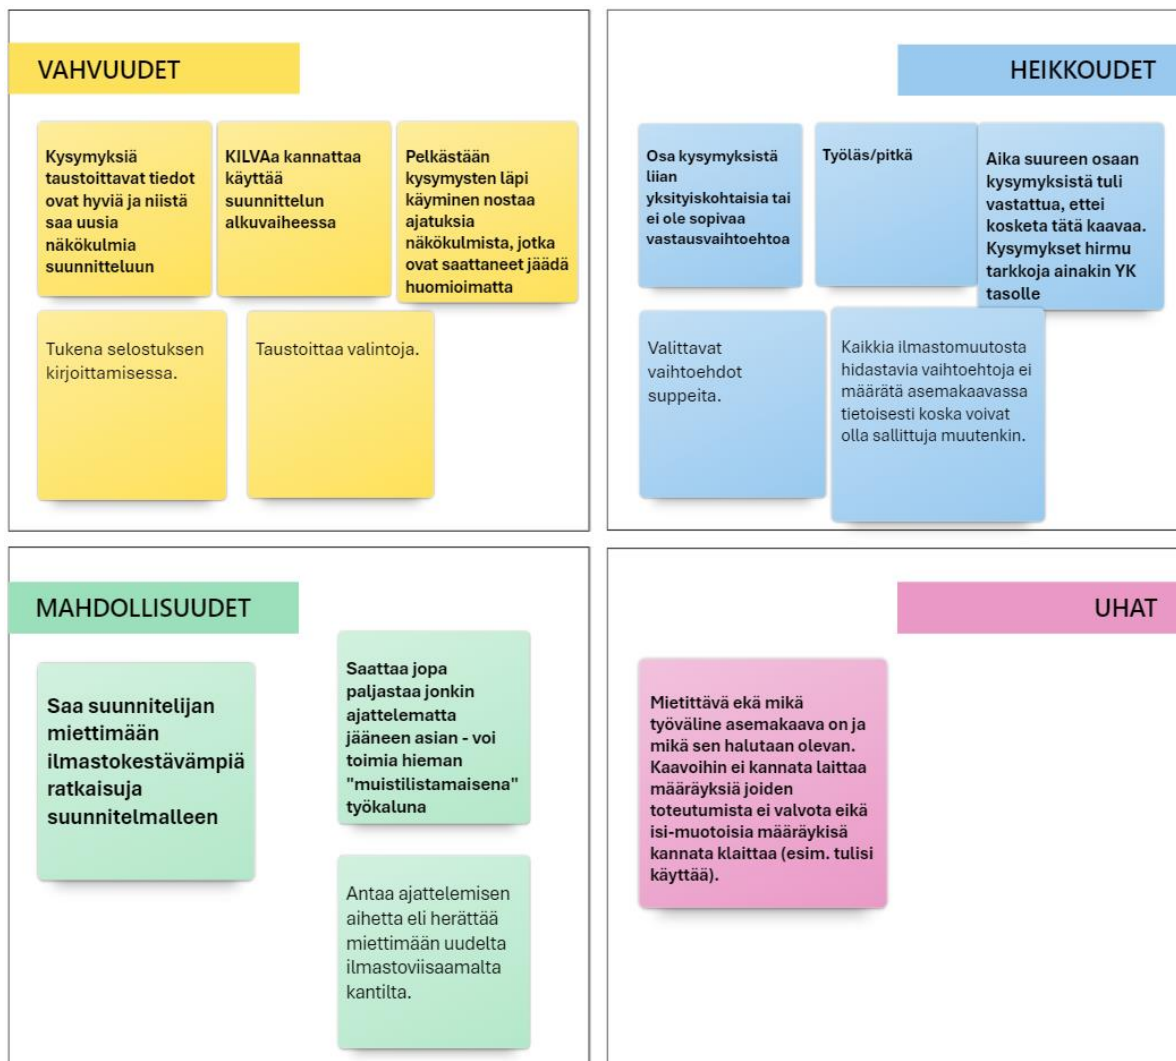 VAHVUUDET
Kysymyksiä
taustoittavat tiedot
ovat hyviä ja niistä
saa uusia
näkökulmia
suunnitteluun
KILVAa kannattaa
käyttää
suunnittelun
alkuvaiheessa
Pelkästään
kysymysten läpi
käyminen nostaa
ajatuksia
näkökulmista, jotka
ovat saattaneet jäädä
huomioimatta
Tukena selostuksen
kirjoittamisessa.
Taustoittaa valintoja.
HEIKKOUDET
Osa kysymyksistä
liian
yksityiskohtaisia tai
ei ole sopivaa
vastausvaihtoehtoa
Työläs/pitkä
Aika suureen osaan
kysymyksistä tuli
vastattua, ettei
kosketa tätä kaavaa.
Kysymykset hirmu
tarkkoja ainakin YK
tasolle
Valittavat
vaihtoehdot
suppeita.
Kaikkia ilmastomuutosta
hidastavia vaihtoehtoja ei
määrätä asemakaavassa
tietoisesti koska voivat
olla sallittuja muutenkin.
MAHDOLLISUUDET
Saa suunnitelijan
miettimään
ilmastokestävämpiä
ratkaisuja
suunnitelmalleen
Saattaa jopa
paljastaa jonkin
ajattelematta
jääneen asian - voi
toimia hieman
"muistilistamaisena"
työkaluna
Antaa ajattelemisen
aihetta eli herättää
miettimään uudelta
ilmastoviisaamalta
kantilta.
UHAT
Mietittävä ekä mikä
työväline asemakaava on ja
mikä sen halutaan olevan.
Kaavoihin ei kannata laittaa
määräyksiä joiden
toteutumista ei valvota eikä
isi-muotoisia määräykisä
kannata klaittaa (esim. tulisi
käyttää).